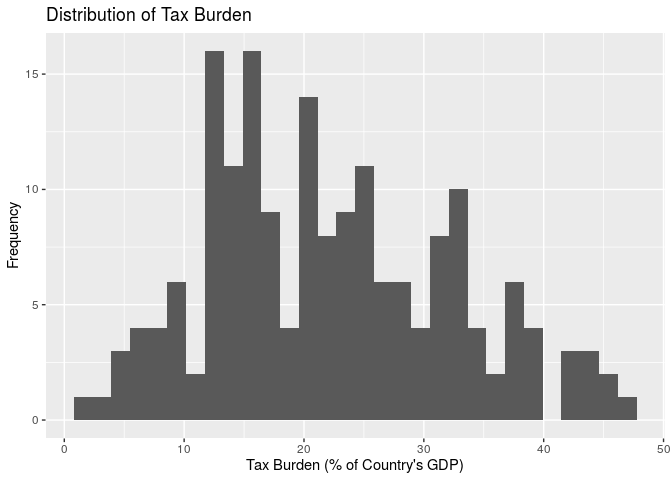 Distribution of Tax Burden
15
10
5
0
Frequency
0 10 20 30 40 50
Tax Burden (% of Country's GDP)